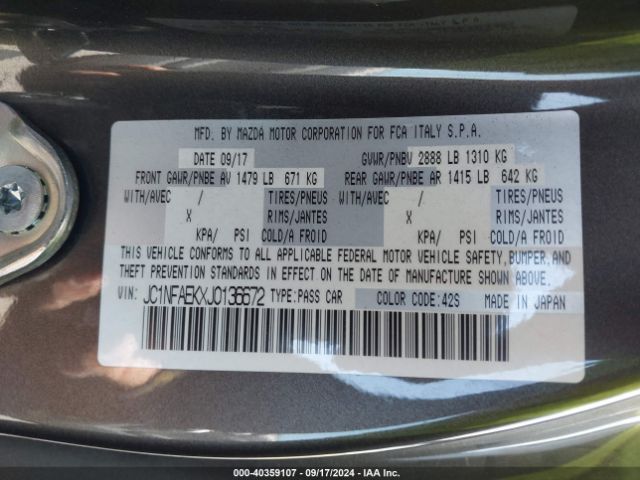 MFD. BY MAZDA MOTOR CORPORATION FOR FCA ITALY S.P.A.
DATE 09/17 GVWR/PNBV 2888 LB 1310 KG
FRONT GAWR/PNBE AV 1479 LB 671 KG REAR GAWR/PNBE AR 1415 LB 642 KG
WITH/AVEC / TIRES/PNEUS WITH/AVEC / TIRES/PNEUS
X RIMS/JANTES X RIMS/JANTES
KPA/ PSI COLD/A FROID KPA/ PSI COLD/A FROID
THIS VEHICLE CONFORMS TO ALL APPLICABLE FEDERAL MOTOR VEHICLE SAFETY, BUMPER, AND
THEFT PREVENTION STANDARDS IN EFFECT ON THE DATE OF MANUFACTURE SHOWN ABOVE.
VIN: JC1NFAEKXJ0136672 TYPE:PASS CAR COLOR CODE:42S MADE IN JAPAN
000-40359107 - 09/17/2024 - IAA Inc.